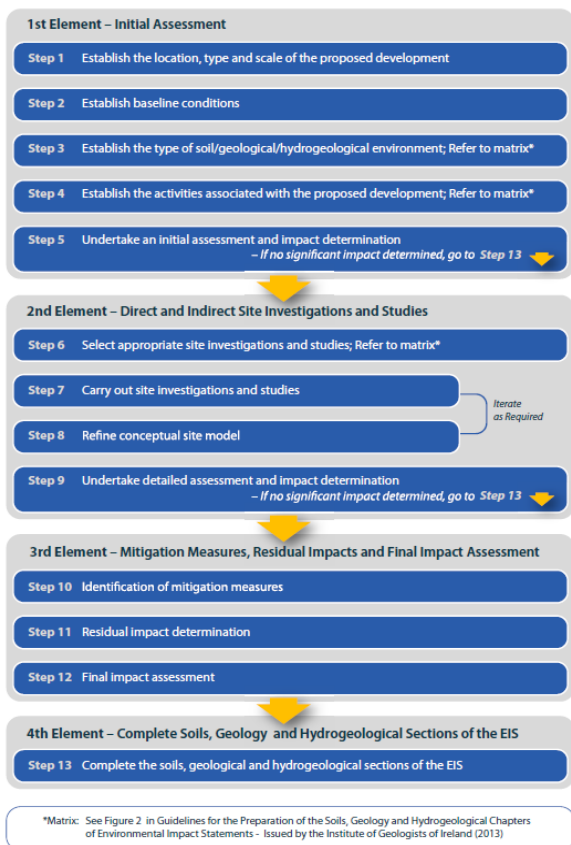 1st Element – Initial Assessment
Step 1 Establish the location, type and scale of the proposed development
Step 2 Establish baseline conditions
Step 3 Establish the type of soil/geological/hydrogeological environment; Refer to matrix*
Step 4 Establish the activities associated with the proposed development; Refer to matrix*
Step 5 Undertake an initial assessment and impact determination
– If no significant impact determined, go to Step 13
2nd Element – Direct and Indirect Site Investigations and Studies
Step 6 Select appropriate site investigations and studies; Refer to matrix*
Step 7 Carry out site investigations and studies
Iterate
as Required
Step 8 Refine conceptual site model
Step 9 Undertake detailed assessment and impact determination
– If no significant impact determined, go to Step 13
3rd Element – Mitigation Measures, Residual Impacts and Final Impact Assessment
Step 10 Identification of mitigation measures
Step 11 Residual impact determination
Step 12 Final impact assessment
4th Element – Complete Soils, Geology and Hydrogeological Sections of the EIS
Step 13 Complete the soils, geological and hydrogeological sections of the EIS
*Matrix: See Figure 2 in Guidelines for the Preparation of the Soils, Geology and Hydrogeological Chapters
of Environmental Impact Statements - Issued by the Institute of Geologists of Ireland (2013)